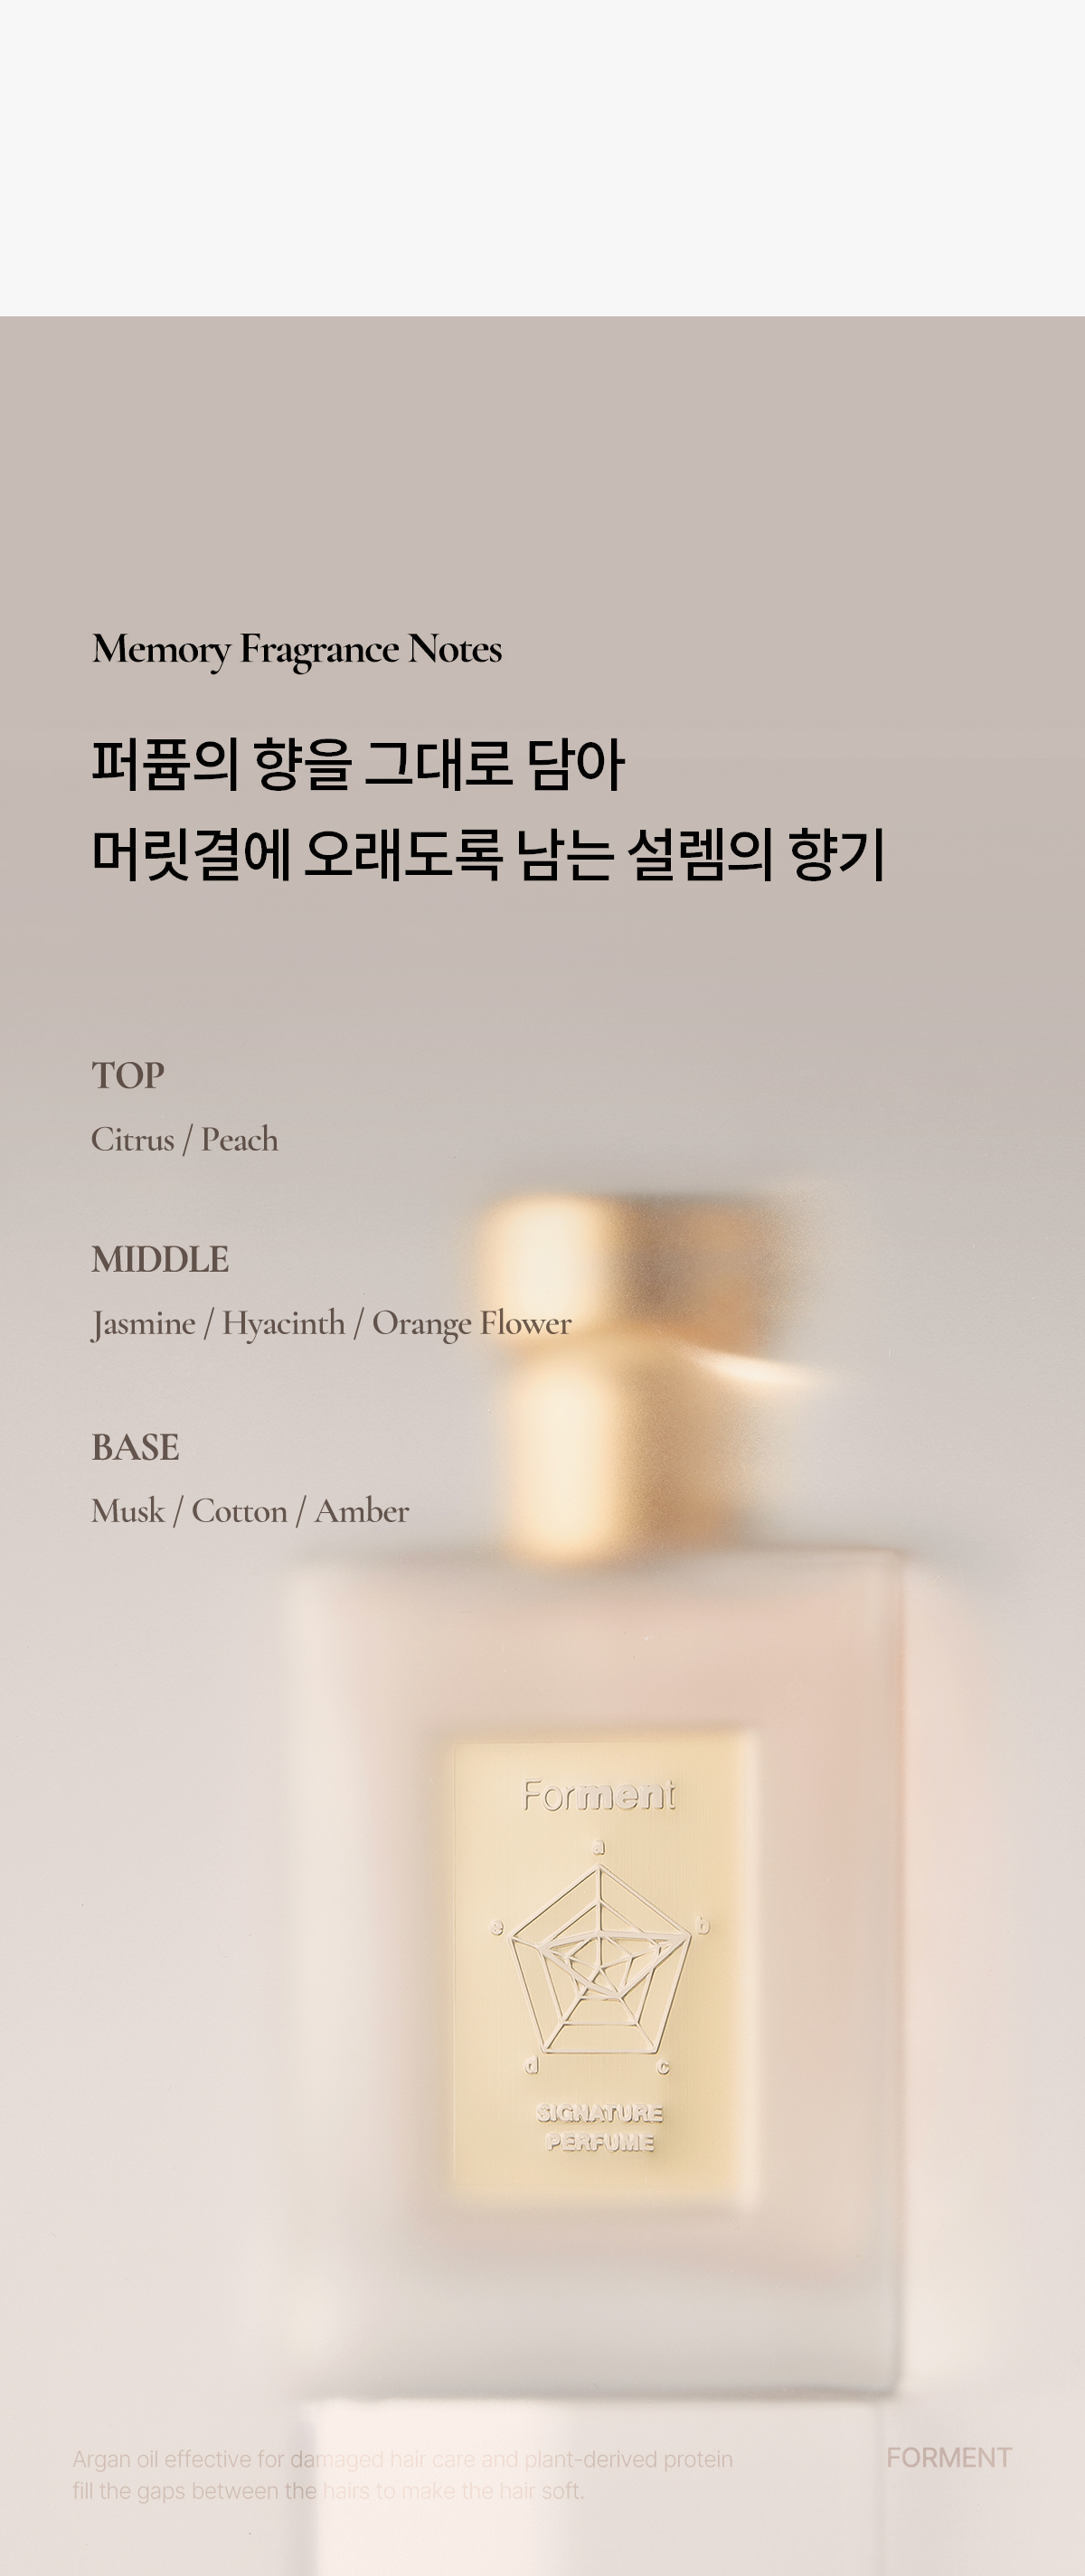 Memory Fragrance Notes
퍼퓸의 향을 그대로 담아
머릿결에 오래도록 남는 설렘의 향기
TOP
Citrus / Peach
MIDDLE
Jasmine / Hyacinth / Orange Flower
BASE
Musk / Cotton / Amber
Forment
a
e b
d c
SIGNATURE
PERFUME
Argan oil effective for damaged hair care and plant-derived protein
fill the gaps between the hairs to make the hair soft.
FORMENT